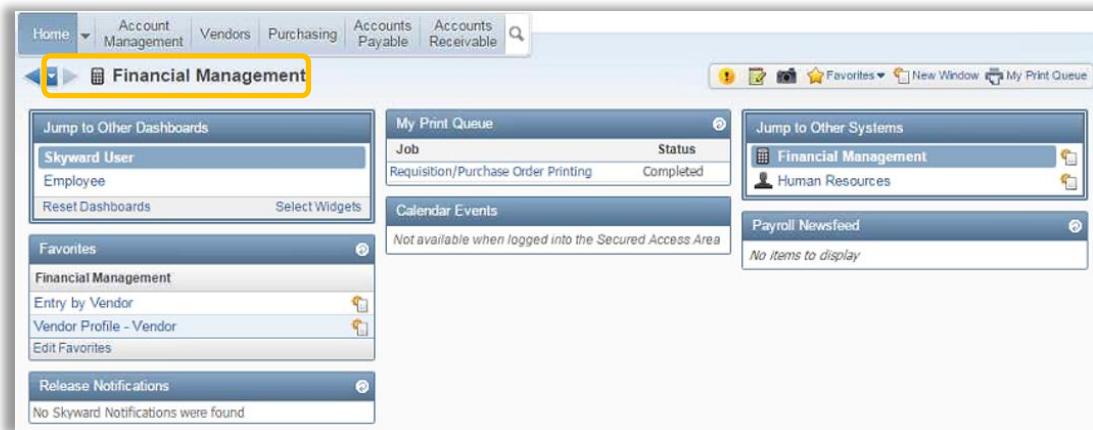 Home
Account Management
Vendors
Purchasing
Accounts Payable
Accounts Receivable
Financial Management
Favorites
New Window
My Print Queue
Jump to Other Dashboards
Skyward User
Employee
Reset Dashboards
Select Widgets
Favorites
Financial Management
Entry by Vendor
Vendor Profile - Vendor
Edit Favorites
Release Notifications
No Skyward Notifications were found
My Print Queue
Job Status
Requisition/Purchase Order Printing Completed
Calendar Events
Not available when logged into the Secured Access Area
Jump to Other Systems
Financial Management
Human Resources
Payroll Newsfeed
No items to display